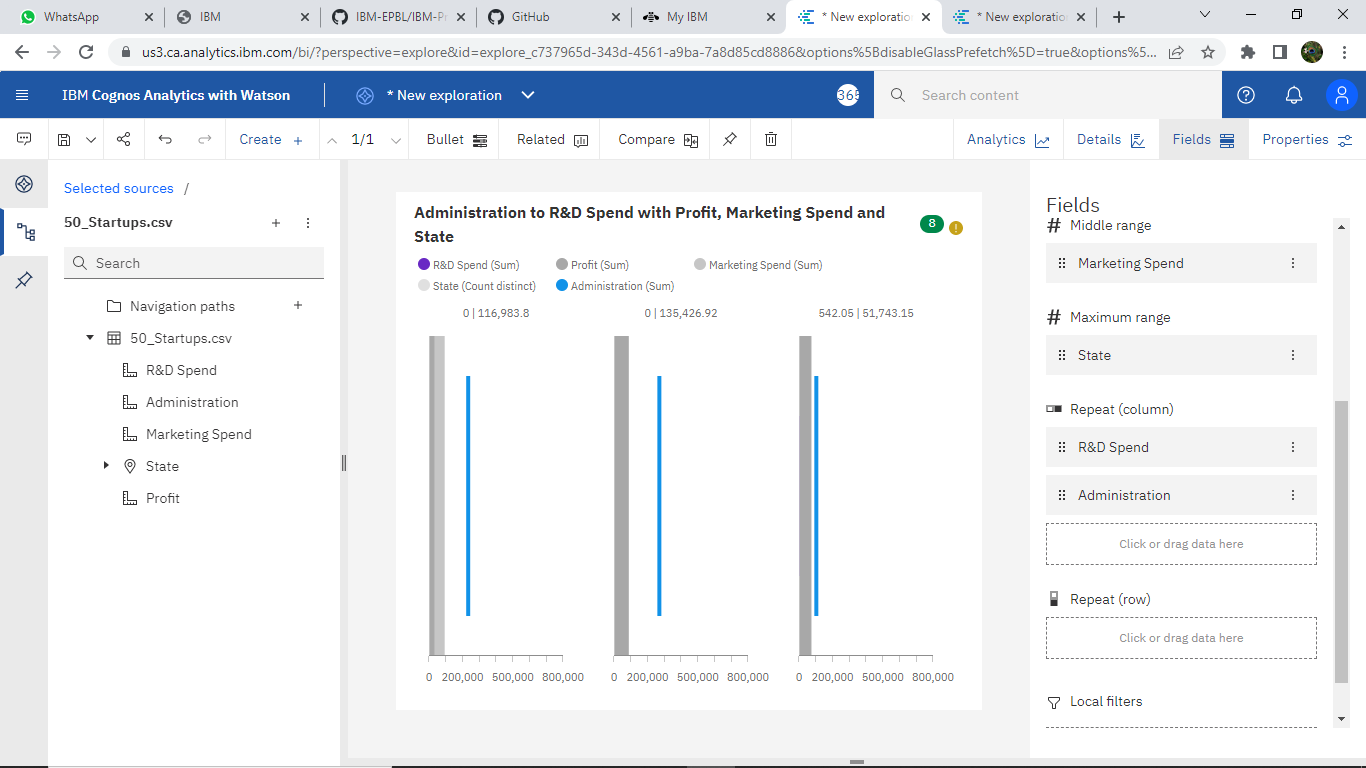 WhatsApp
IBM
IBM-EPBL/IBM-Pr
GitHub
My IBM
* New exploratio
* New exploratio
us3.ca.analytics.ibm.com/bi/?perspective=explore&id=explore_c737965d-343d-4561-a9ba-7a8d85cd8886&options%5BdisableGlassPrefetch%5D=true&options%5...
IBM Cognos Analytics with Watson
* New exploration
365
Search content
Create
1/1
Bullet
Related
Compare
Analytics
Details
Fields
Properties
Selected sources /
50_Startups.csv
Search
Navigation paths
50_Startups.csv
R&D Spend
Administration
Marketing Spend
State
Profit
Administration to R&D Spend with Profit, Marketing Spend and
State
8
R&D Spend (Sum)
Profit (Sum)
Marketing Spend (Sum)
State (Count distinct)
Administration (Sum)
0 | 116,983.8
0 | 135,426.92
542.05 | 51,743.15
0 200,000 500,000 800,000
0 200,000 500,000 800,000
0 200,000 500,000 800,000
Fields
Middle range
Marketing Spend
Maximum range
State
Repeat (column)
R&D Spend
Administration
Click or drag data here
Repeat (row)
Click or drag data here
Local filters